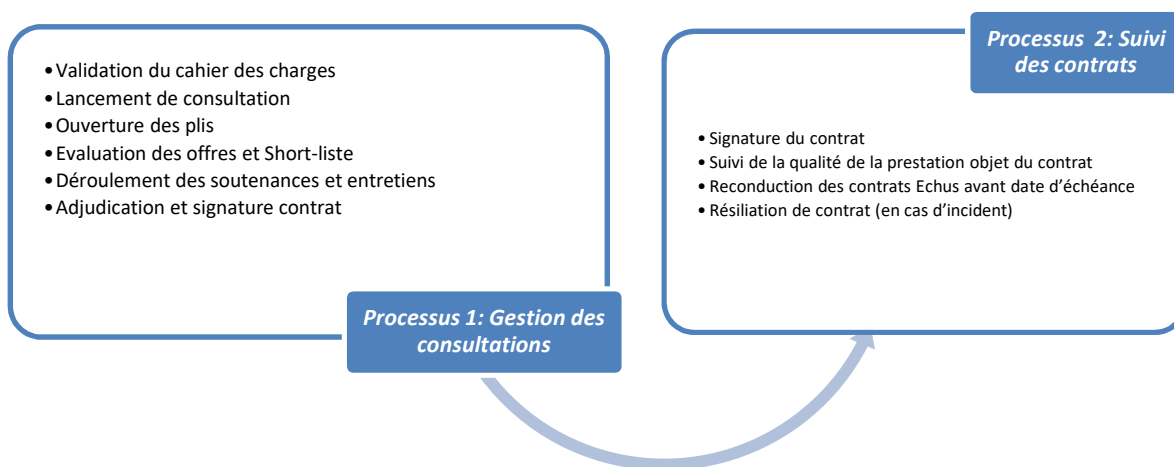 •Validation du cahier des charges
•Lancement de consultation
•Ouverture des plis
•Evaluation des offres et Short-liste
•Déroulement des soutenances et entretiens
•Adjudication et signature contrat
Processus 1: Gestion des
consultations
Processus 2: Suivi
des contrats
•Signature du contrat
•Suivi de la qualité de la prestation objet du contrat
•Reconduction des contrats Echus avant date d’échéance
•Résiliation de contrat (en cas d’incident)